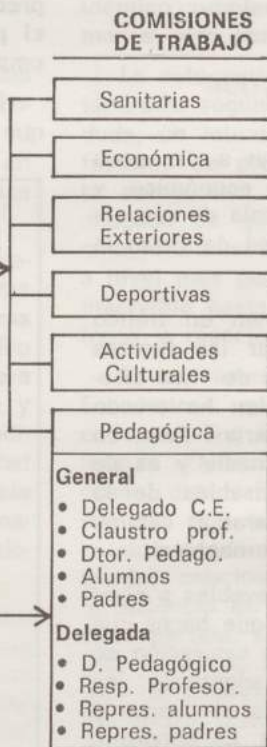 COMISIONES
DE TRABAJO
Sanitarias
Económica
Relaciones
Exteriores
Deportivas
Actividades
Culturales
Pedagógica
General
• Delegado C.E.
• Claustro prof.
• Dtor. Pedago.
• Alumnos
• Padres
Delegada
• D. Pedagógico
• Resp. Profesor.
• Repres. alumnos
• Repres. padres